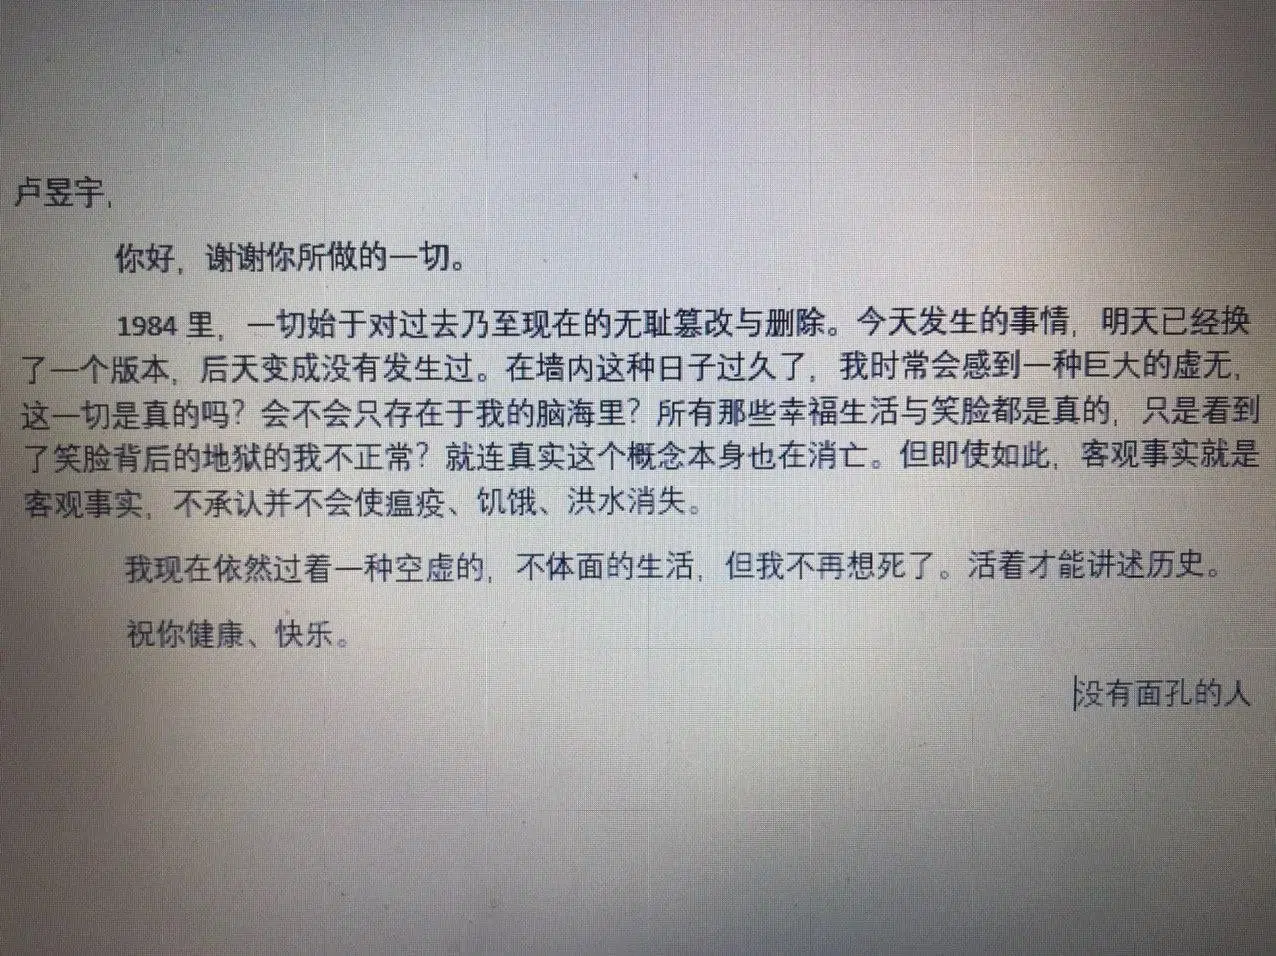 卢昱宇，
你好，谢谢你所做的一切。
1984 里，一切始于对过去乃至现在的无耻篡改与删除。今天发生的事情，明天已经换
了一个版本，后天变成没有发生过。在墙内这种日子过久了，我时常会感到一种巨大的虚无，
这一切是真的吗？会不会只存在于我的脑海里？所有那些幸福生活与笑脸都是真的，只是看到
了笑脸背后的地狱的我不正常？就连真实这个概念本身也在消亡。但即使如此，客观事实就是
客观事实，不承认并不会使瘟疫、饥饿、洪水消失。
我现在依然过着一种空虚的，不体面的生活，但我不再想死了。活着才能讲述历史。
祝你健康、快乐。
没有面孔的人